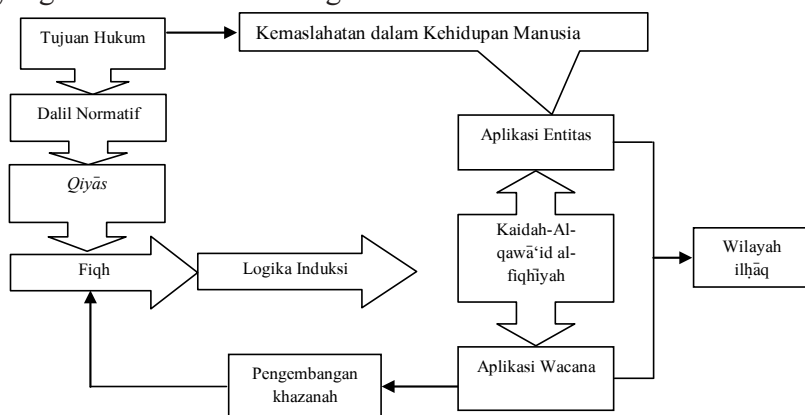 Tujuan Hukum
Kemaslahatan dalam Kehidupan Manusia
Dalil Normatif
Aplikasi Entitas
Qiyās
Kaidah-Al-
qawā‘id al-
fiqhīyah
Wilayah
ilḥāq
Fiqh
Logika Induksi
Pengembangan
khazanah
Aplikasi Wacana